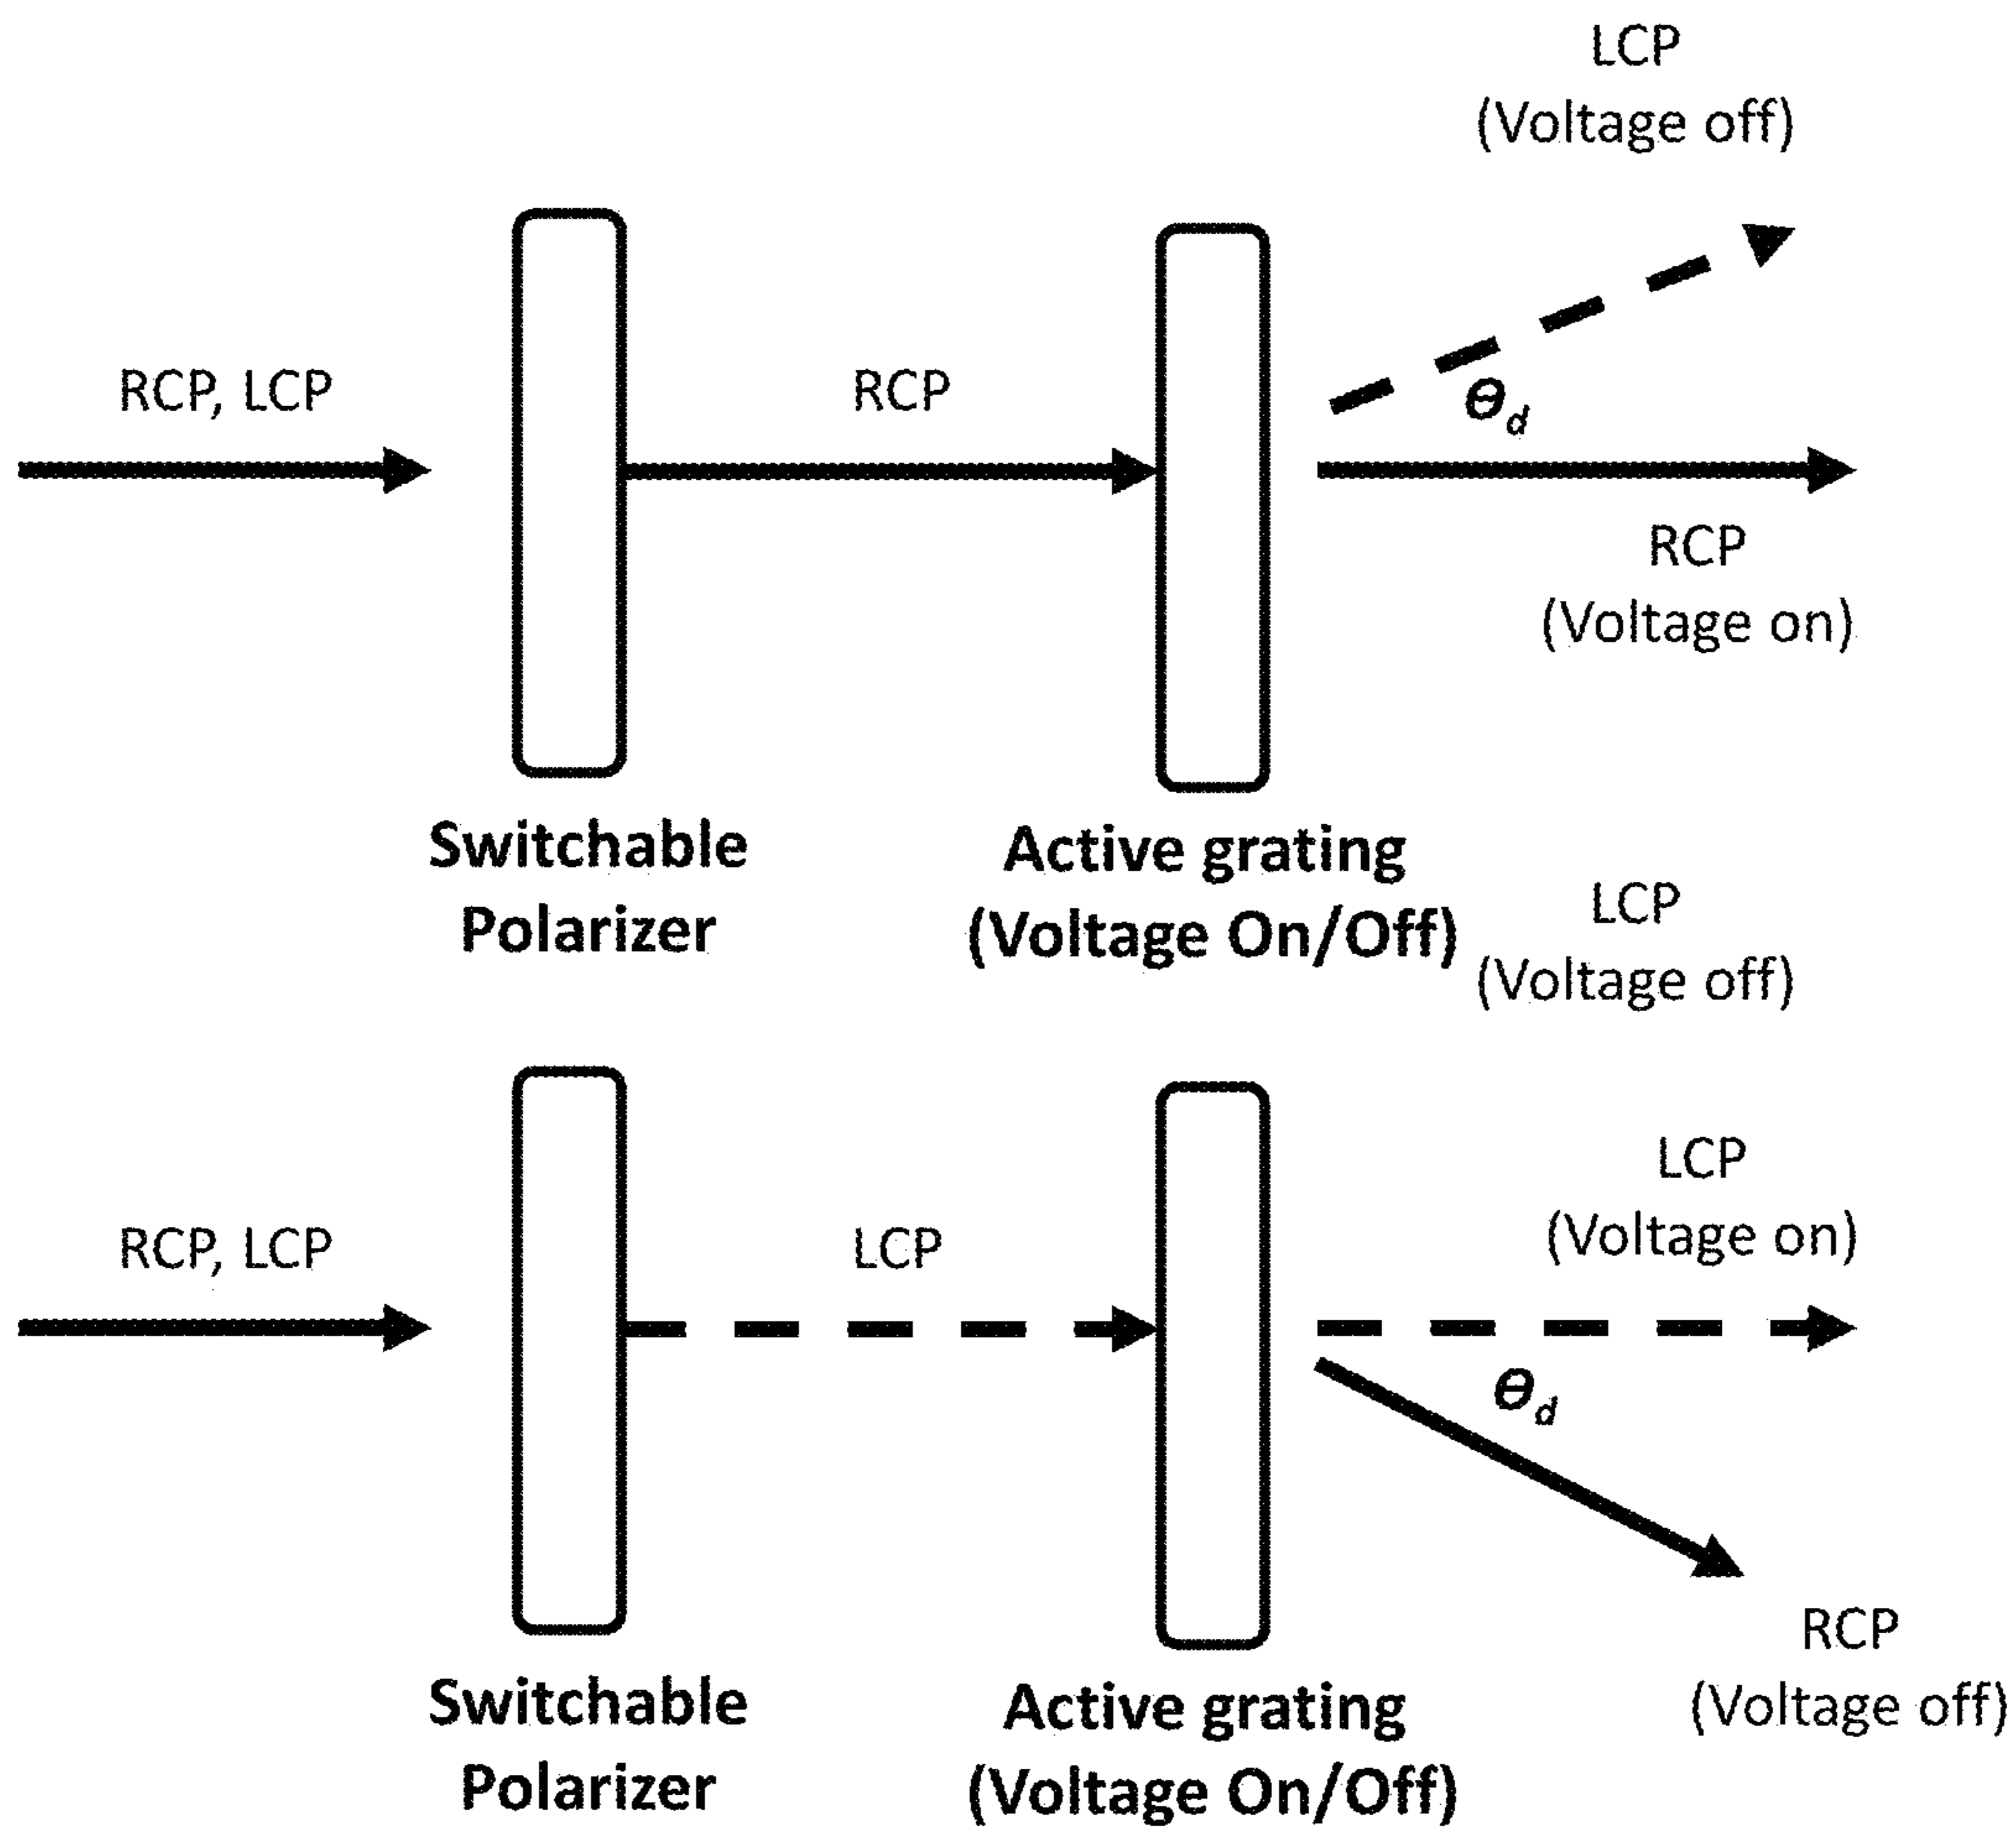 LCP
(Voltage off)
RCP, LCP
RCP
Θd
RCP
(Voltage on)
Switchable
Polarizer
Active grating
(Voltage On/Off)
LCP
(Voltage off)
RCP, LCP
LCP
LCP
(Voltage on)
Θd
RCP
(Voltage off)
Switchable
Polarizer
Active grating
(Voltage On/Off)